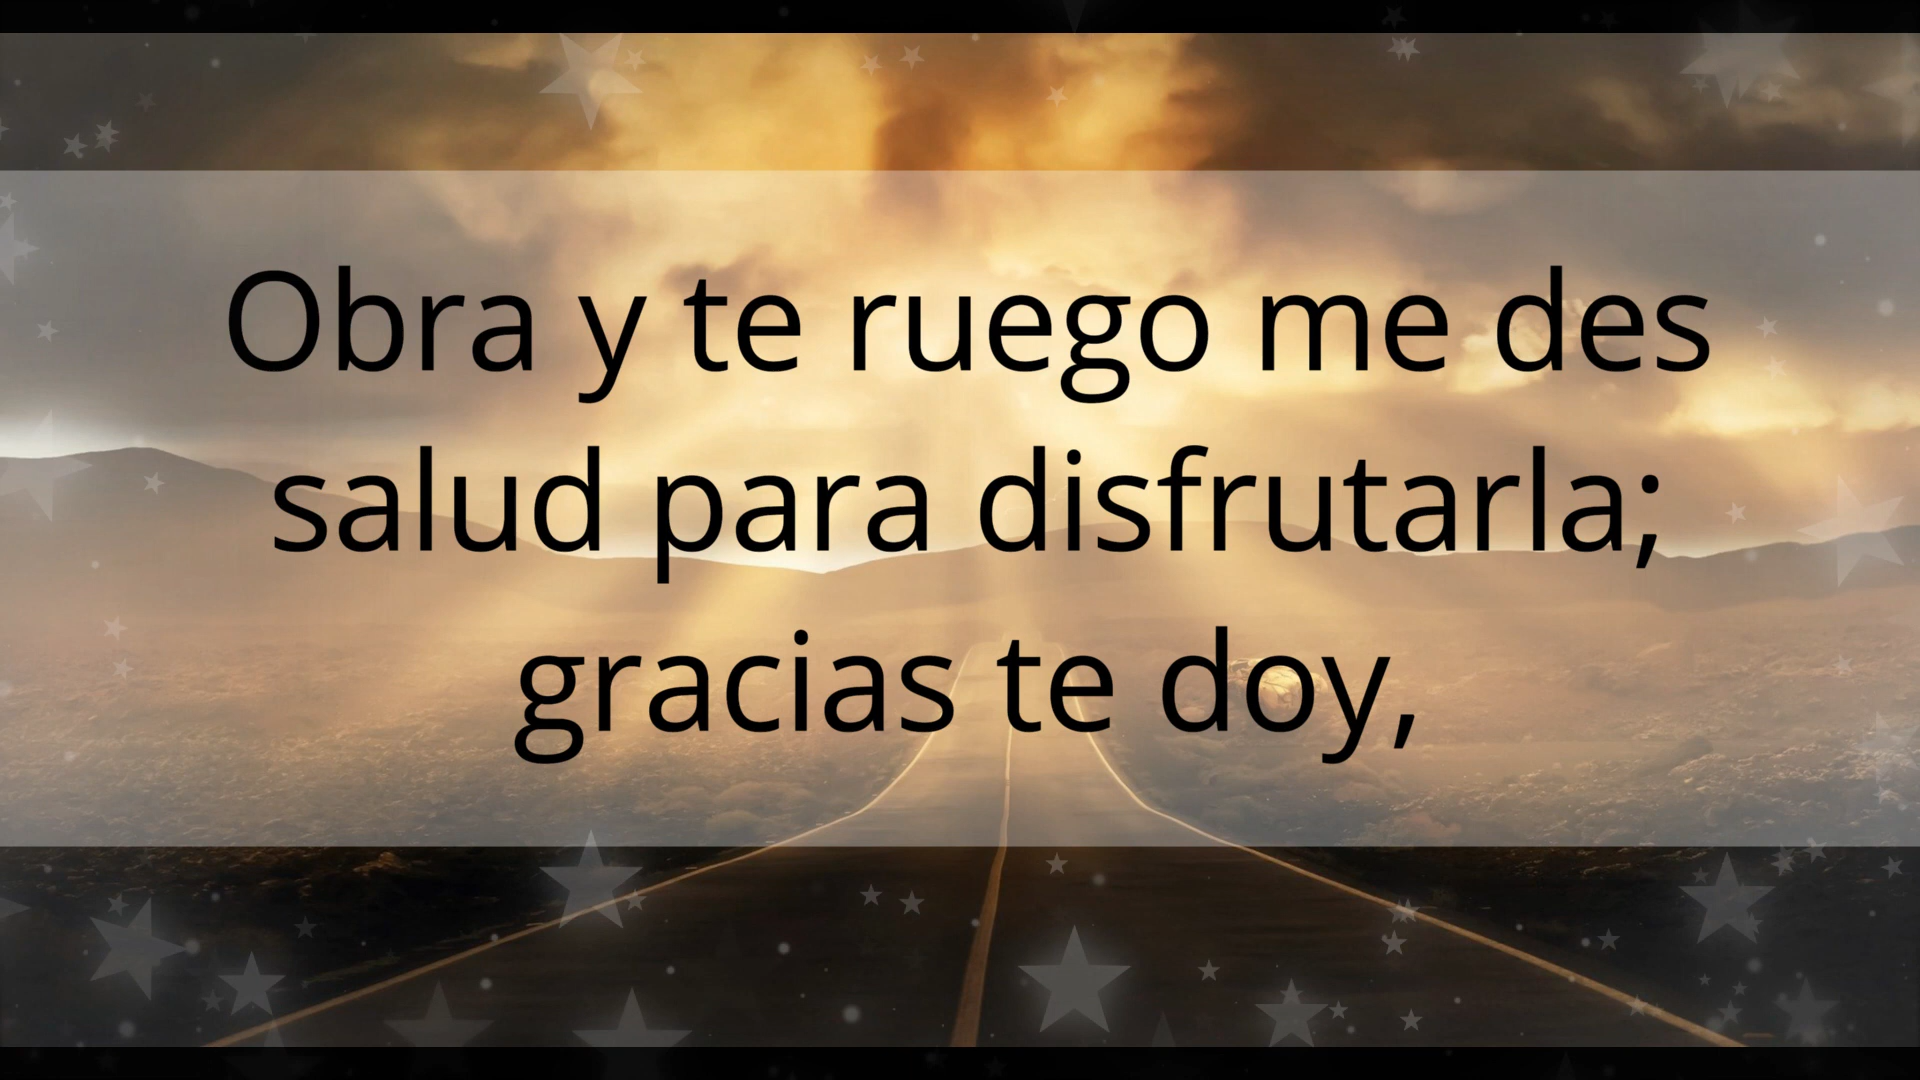 Obra y te ruego me des
salud para disfrutarla;
gracias te doy,